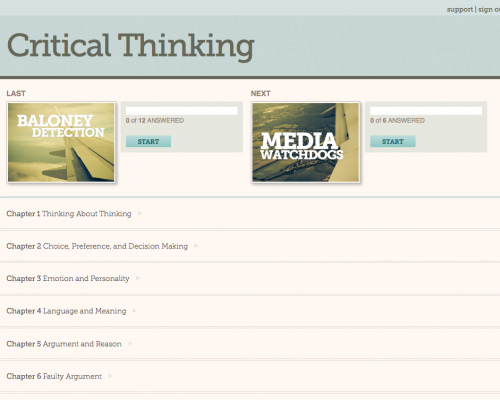 support | sign ou
Critical Thinking
LAST
NEXT
BALONEY
DETECTION
0 of 12 ANSWERED
START
MEDIA
WATCHDOGS
0 of 6 ANSWERED
START
Chapter 1 Thinking About Thinking
Chapter 2 Choice, Preference, and Decision Making
Chapter 3 Emotion and Personality
Chapter 4 Language and Meaning
Chapter 5 Argument and Reason
Chapter 6 Faulty Argument